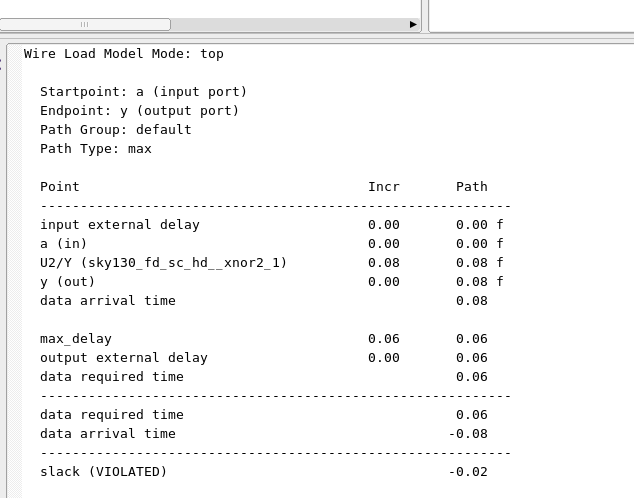 Wire Load Model Mode: top
Startpoint: a (input port)
Endpoint: y (output port)
Path Group: default
Path Type: max
Point                                    Incr       Path
-----------------------------------------------------------
input external delay                     0.00       0.00 f
a (in)                                   0.00       0.00 f
U2/Y (sky130_fd_sc_hd__xnor2_1)          0.08       0.08 f
y (out)                                  0.00       0.08 f
data arrival time                                   0.08
max_delay                                0.06       0.06
output external delay                    0.00       0.06
data required time                                  0.06
-----------------------------------------------------------
data required time                                  0.06
data arrival time                                  -0.08
-----------------------------------------------------------
slack (VIOLATED)                                   -0.02